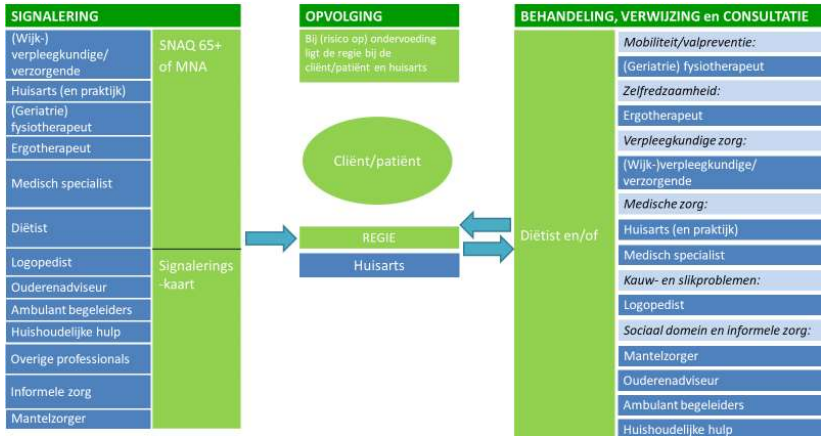 SIGNALERING
(Wijk-)
verpleegkundige/
verzorgende
Huisarts (en praktijk)
(Geriatrie)
fysiotherapeut
Ergotherapeut
Medisch specialist
Diëtist
Logopedist
Ouderenadviseur
Ambulant begeleiders
Huishoudelijke hulp
Overige professionals
Informele zorg
Mantelzorger
SNAQ 65+
of MNA
Signalerings
-kaart
OPVOLGING
Bij (risico op) ondervoeding
ligt de regie bij de
cliënt/patiënt en huisarts
Cliënt/patiënt
REGIE
Huisarts
BEHANDELING, VERWIJZING en CONSULTATIE
Diëtist en/of
Mobiliteit/valpreventie:
(Geriatrie) fysiotherapeut
Zelfredzaamheid:
Ergotherapeut
Verpleegkundige zorg:
(Wijk-)verpleegkundige/
verzorgende
Medische zorg:
Huisarts (en praktijk)
Medisch specialist
Kauw- en slikproblemen:
Logopedist
Sociaal domein en informele zorg:
Mantelzorger
Ouderenadviseur
Ambulant begeleiders
Huishoudelijke hulp